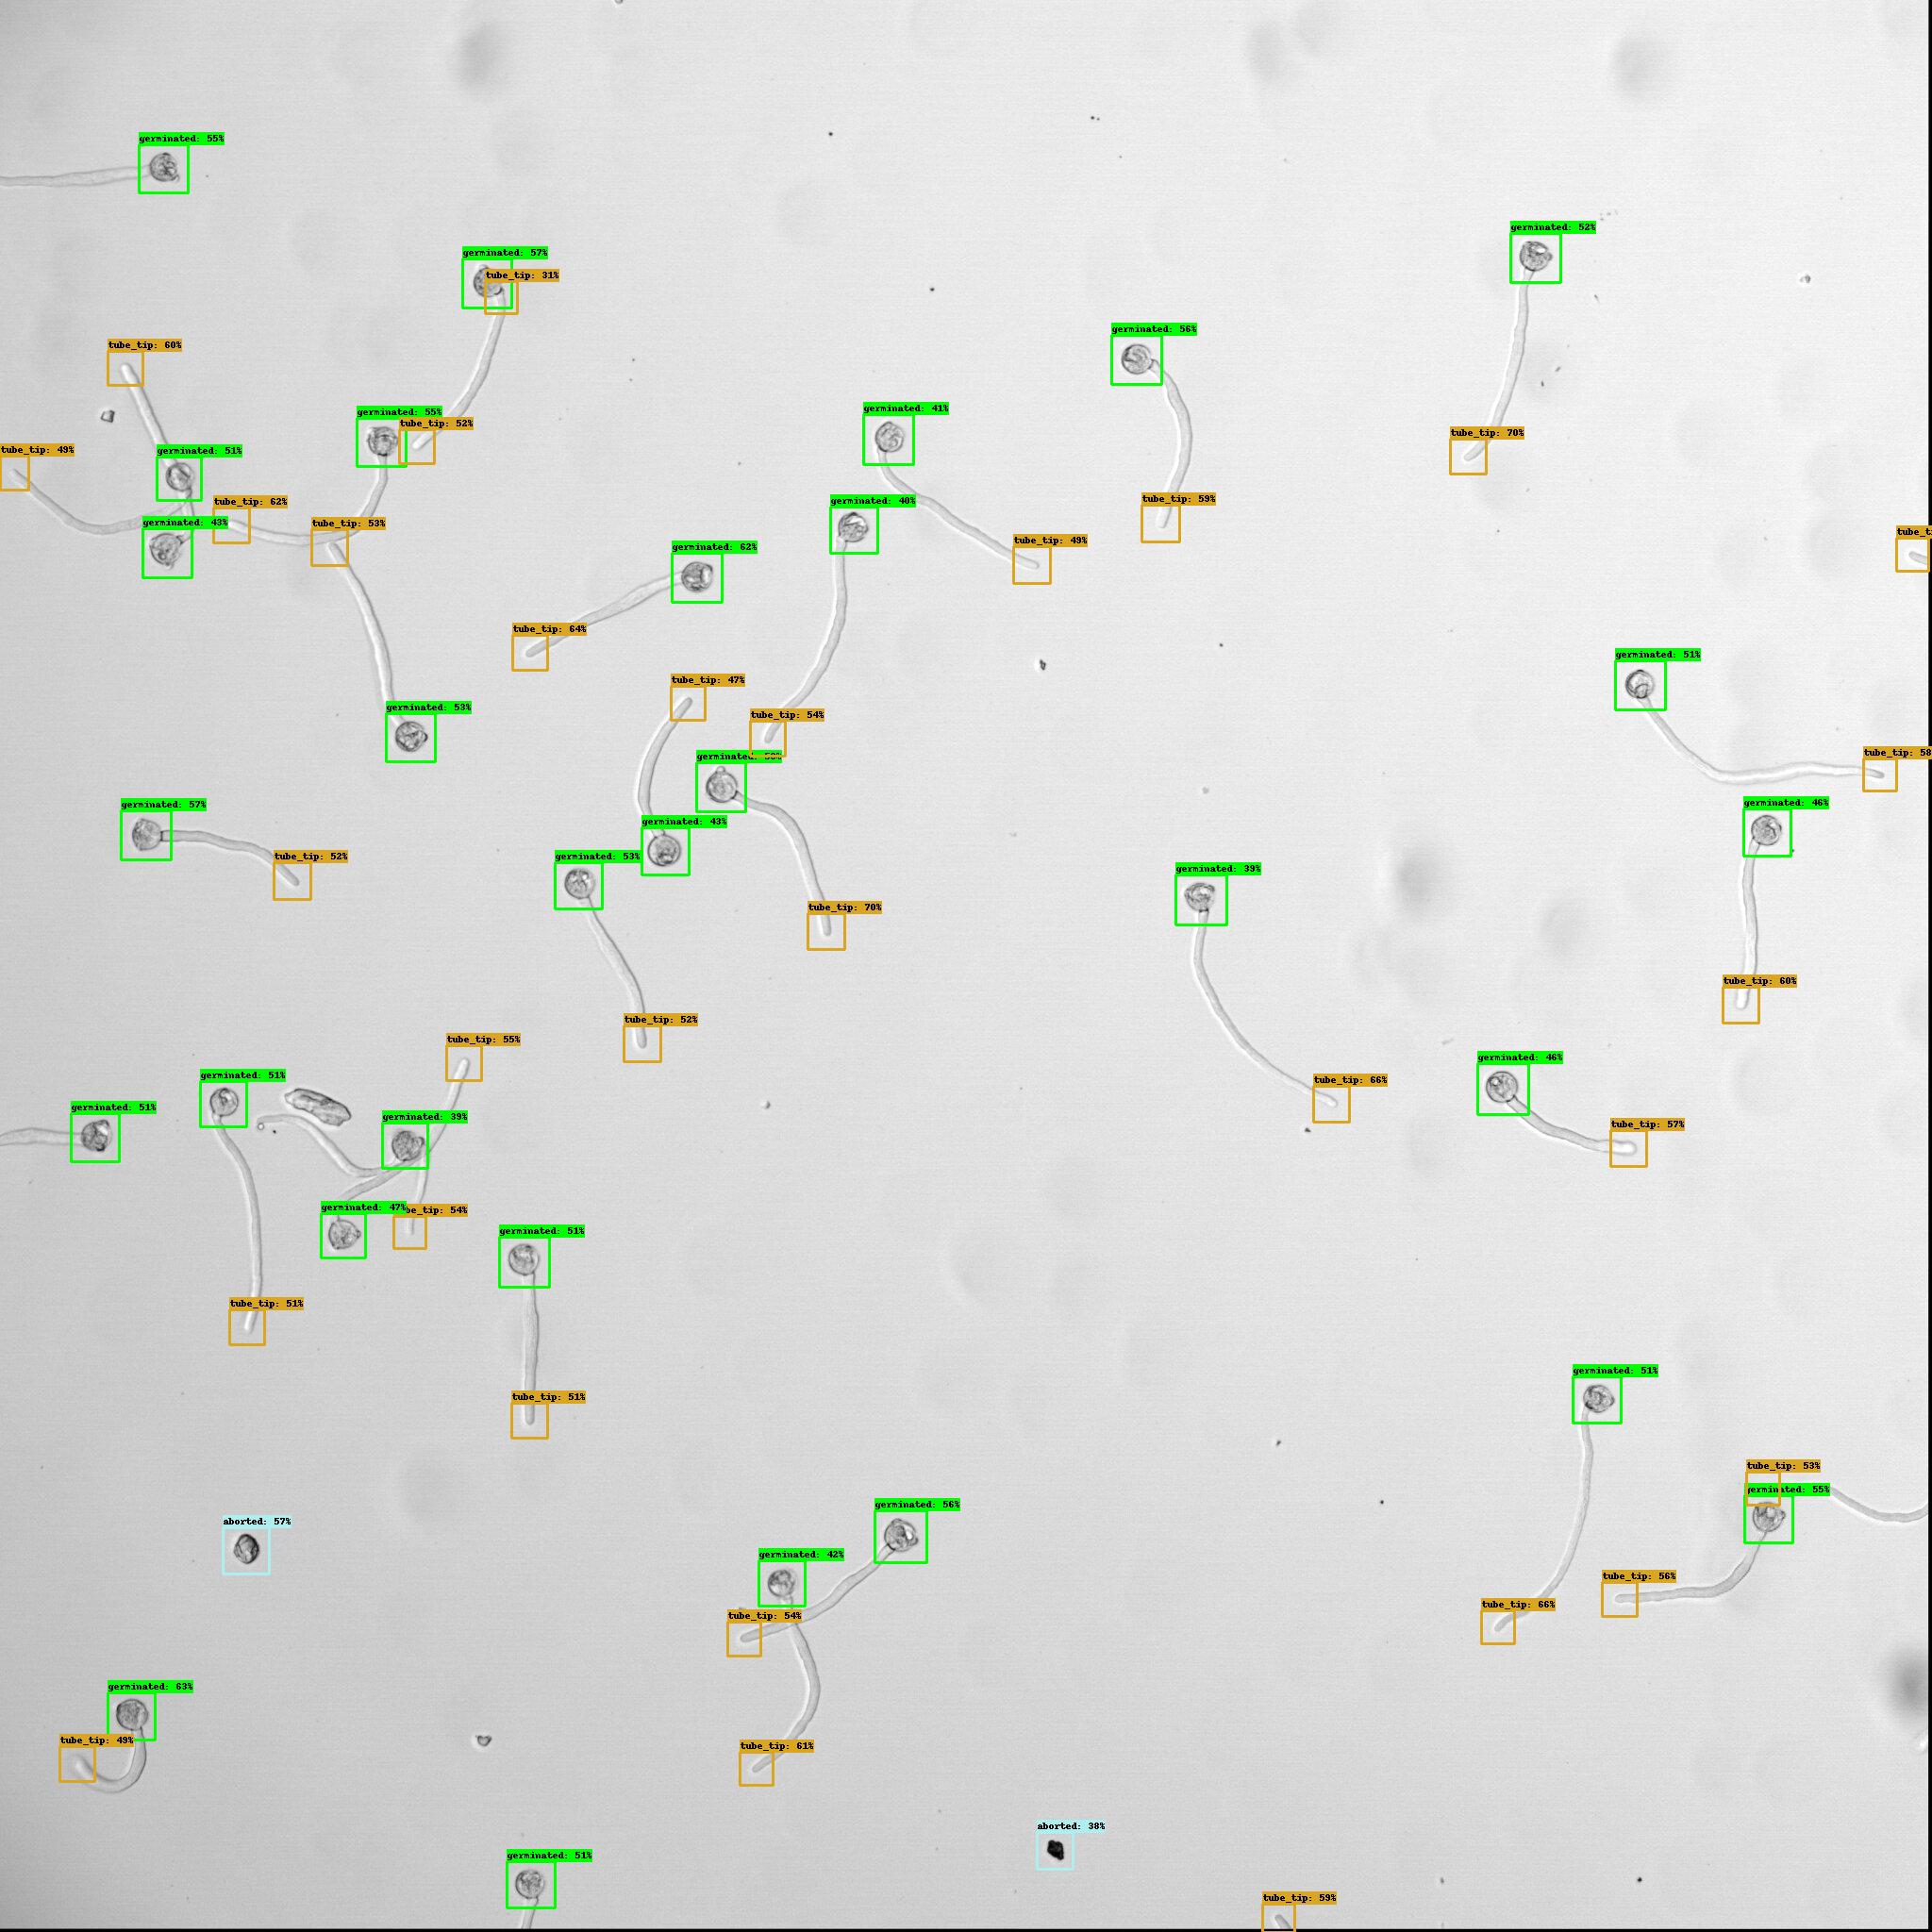 germinated: 55%
germinated: 52%
germinated: 57%
tube_tip: 31%
germinated: 56%
tube_tip: 60%
germinated: 41%
germinated: 55%
tube_tip: 52%
tube_tip: 70%
tube_tip: 49%
germinated: 51%
tube_tip: 62%
germinated: 40%
tube_tip: 59%
germinated: 43%
tube_tip: 53%
tube_t
tube_tip: 49%
germinated: 62%
tube_tip: 64%
germinated: 51%
tube_tip: 47%
germinated: 53%
tube_tip: 54%
germinated:
tube_tip: 58
germinated: 57%
germinated: 46%
germinated: 43%
tube_tip: 52%
germinated: 53%
germinated: 39%
tube_tip: 70%
tube_tip: 60%
tube_tip: 52%
tube_tip: 55%
germinated: 46%
germinated: 51%
tube_tip: 66%
germinated: 51%
germinated: 39%
tube_tip: 57%
germinated: 47%
be_tip: 54%
germinated: 51%
tube_tip: 51%
germinated: 51%
tube_tip: 51%
tube_tip: 53%
germinated: 55%
germinated: 56%
aborted: 57%
germinated: 42%
tube_tip: 56%
tube_tip: 66%
tube_tip: 54%
germinated: 63%
tube_tip: 49%
tube_tip: 61%
aborted: 38%
germinated: 51%
tube_tip: 59%